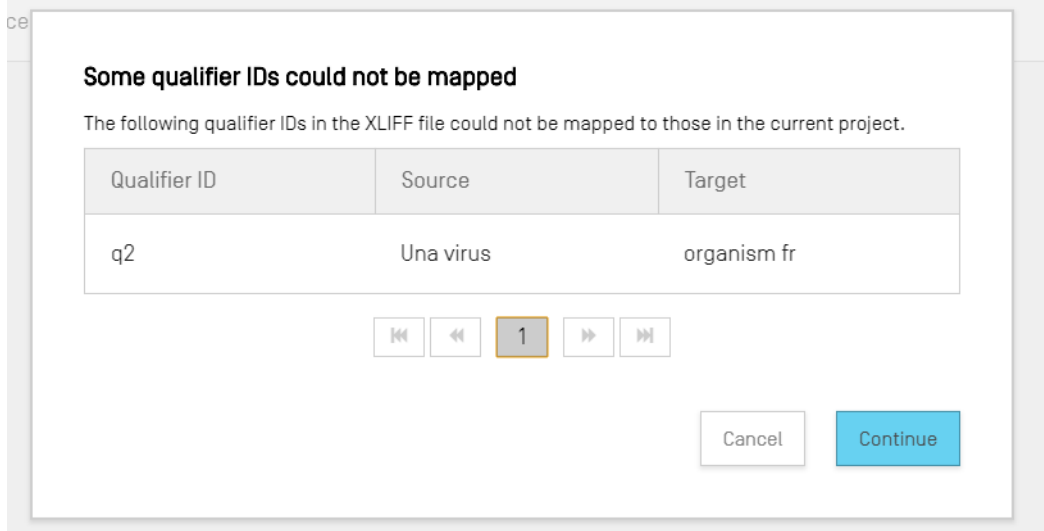 ce
Some qualifier IDs could not be mapped
The following qualifier IDs in the XLIFF file could not be mapped to those in the current project.
Qualifier ID Source Target
q2 Una virus organism fr
1
Cancel Continue